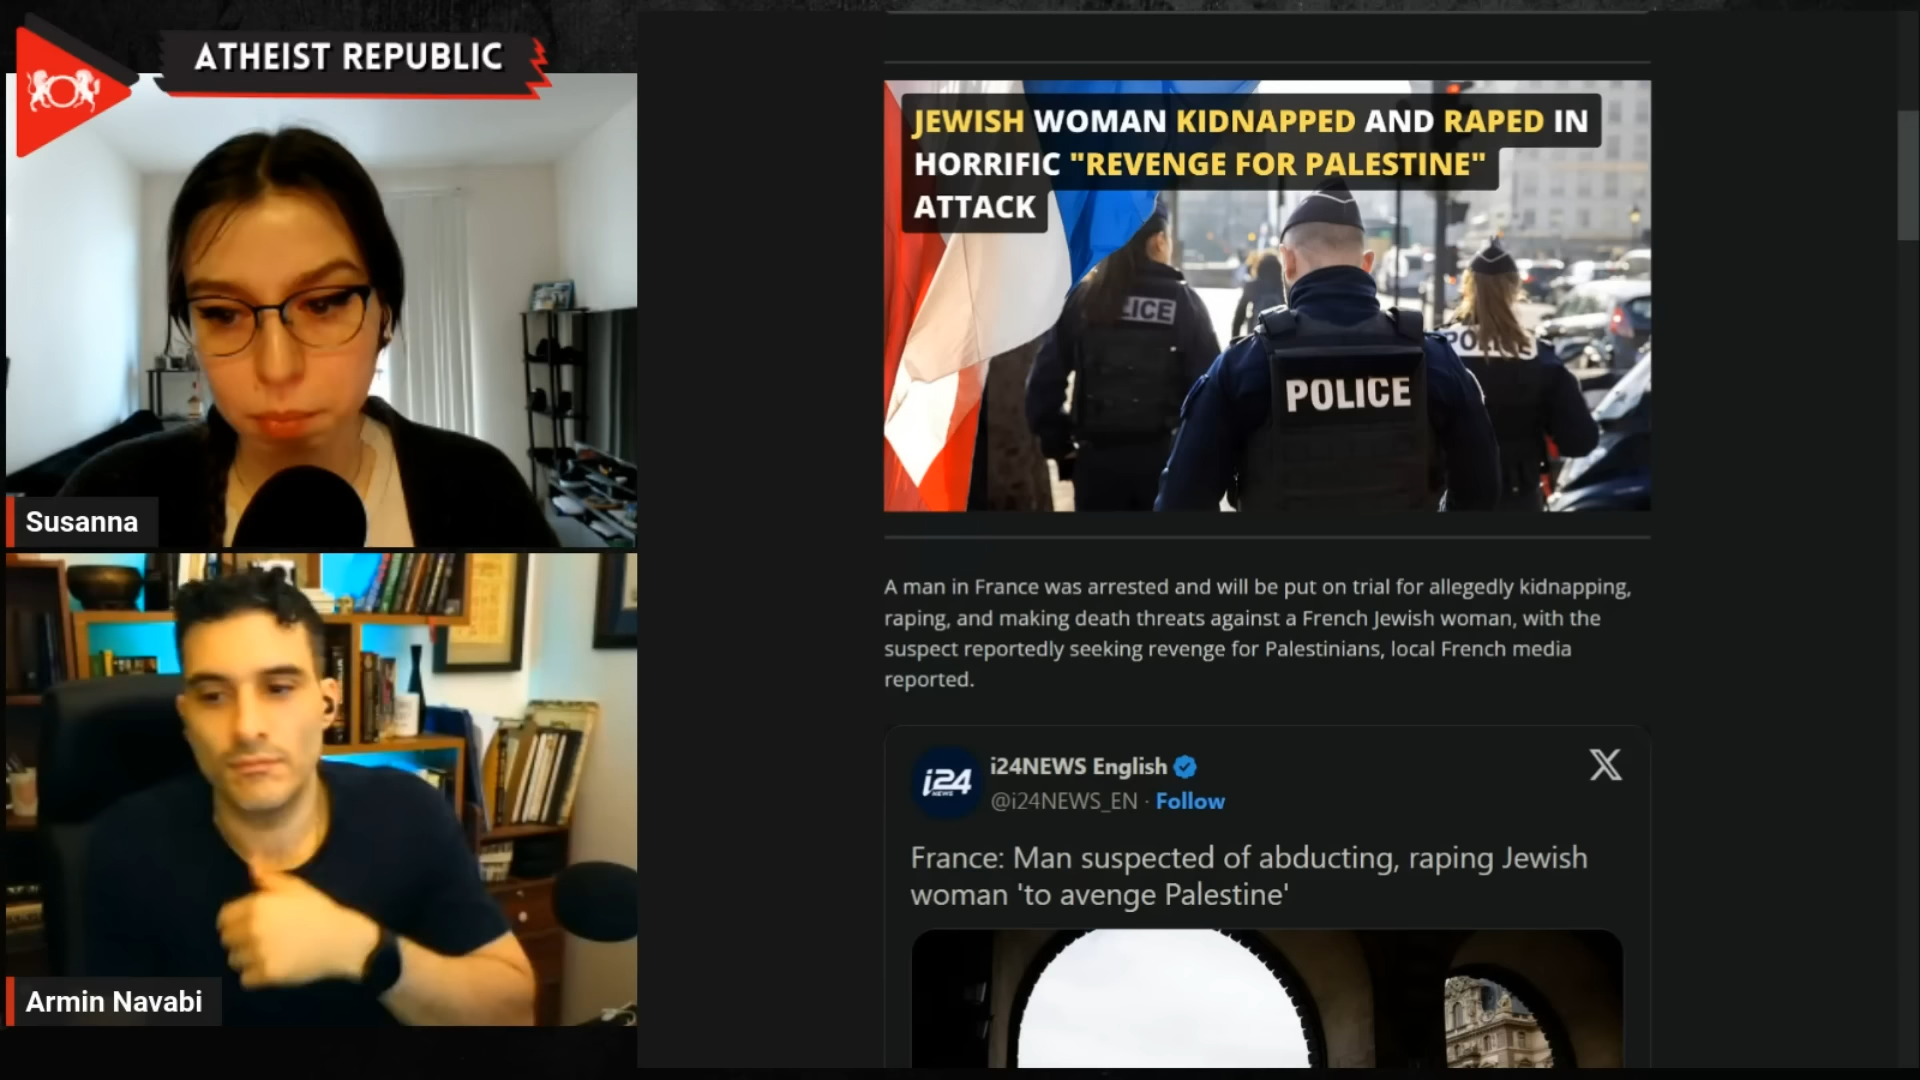 ATHEIST REPUBLIC
Susanna
Armin Navabi
JEWISH WOMAN KIDNAPPED AND RAPED IN
HORRIFIC "REVENGE FOR PALESTINE"
ATTACK
LICE
POLICE
POLICE
A man in France was arrested and will be put on trial for allegedly kidnapping,
raping, and making death threats against a French Jewish woman, with the
suspect reportedly seeking revenge for Palestinians, local French media
reported.
i24
NEWS
i24NEWS English
X
@i24NEWS_EN · Follow
France: Man suspected of abducting, raping Jewish
woman 'to avenge Palestine'